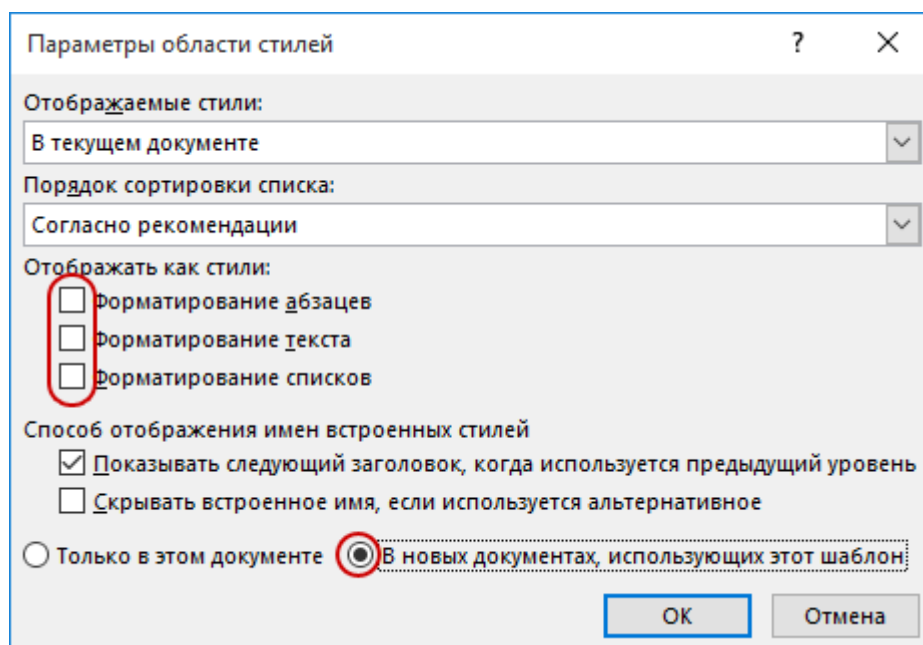 Параметры области стилей
Отображаемые стили:
В текущем документе
Порядок сортировки списка:
Согласно рекомендации
Отображать как стили:
Форматирование абзацев
Форматирование текста
Форматирование списков
Способ отображения имен встроенных стилей
Показывать следующий заголовок, когда используется предыдущий уровень
Скрывать встроенное имя, если используется альтернативное
Только в этом документе В новых документах, использующих этот шаблон
ОК Отмена